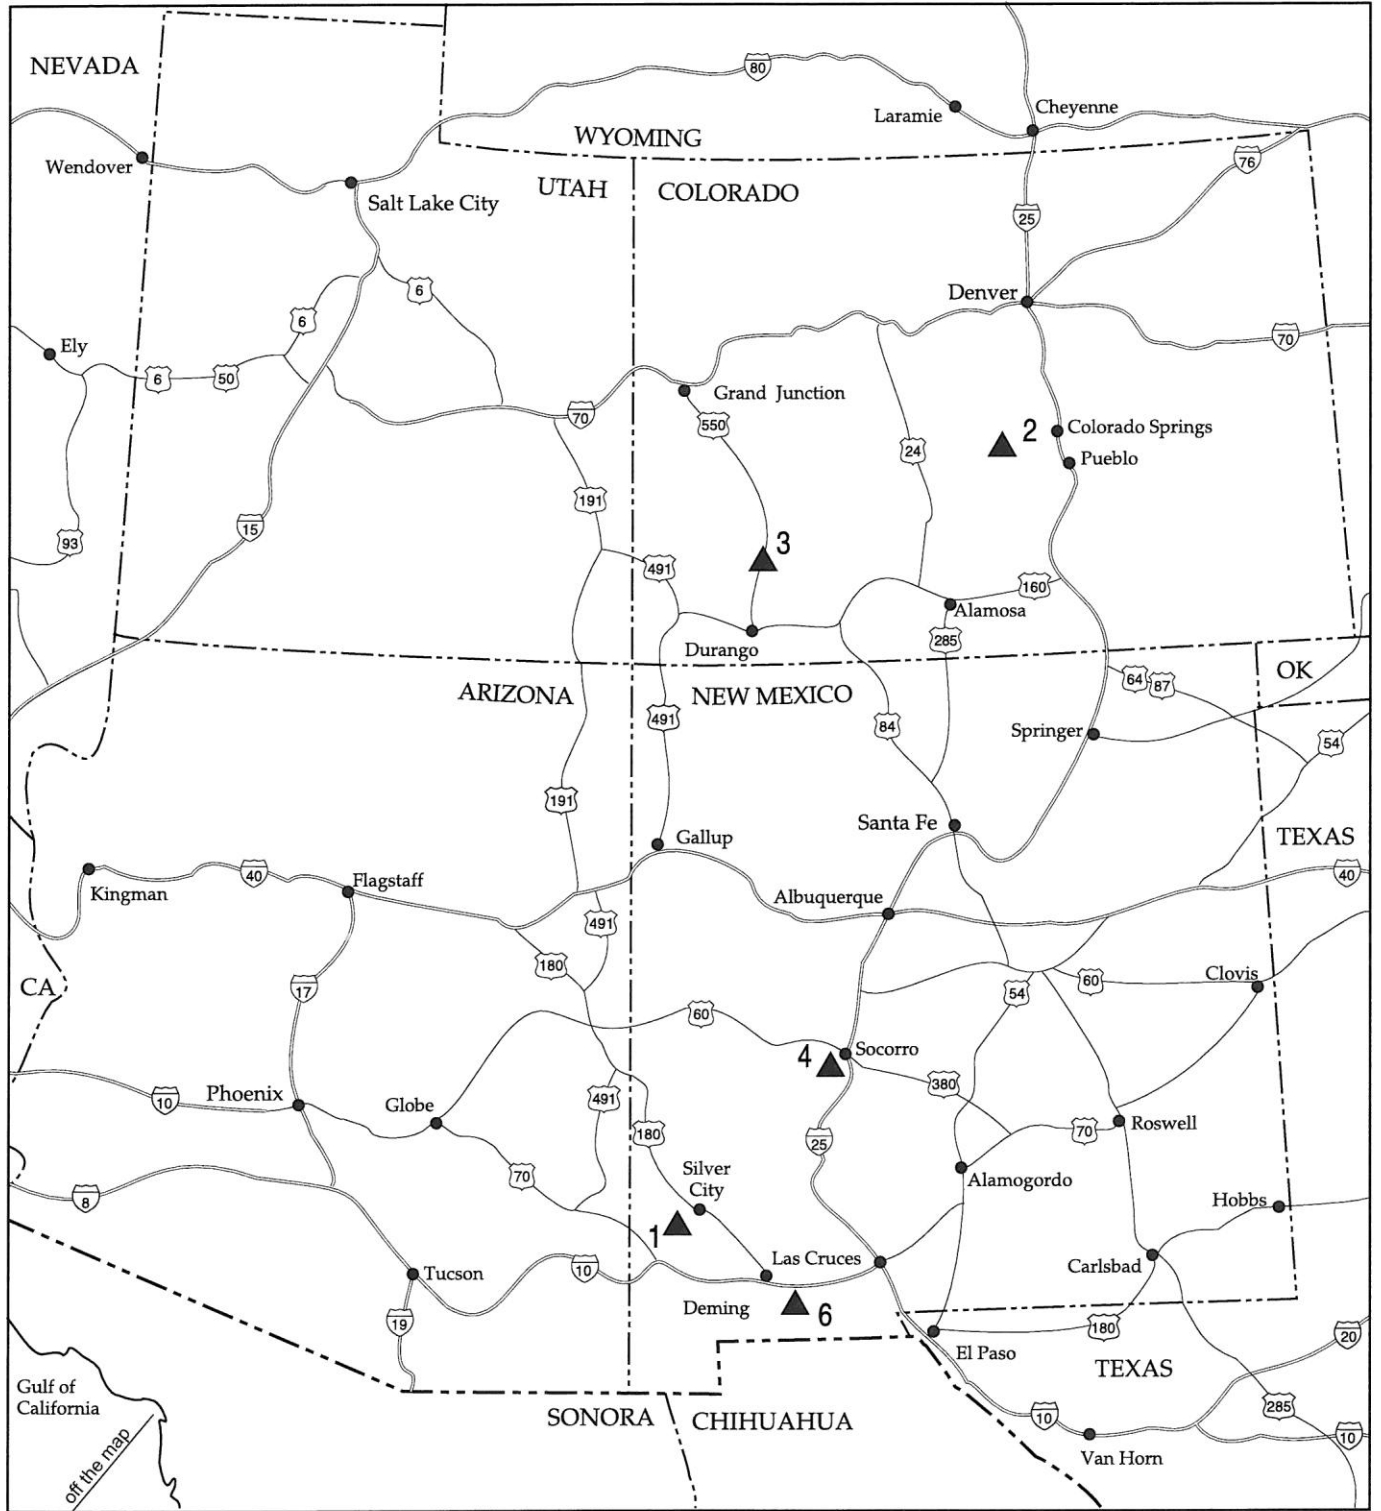 NEVADA
80
Laramie
Cheyenne
WYOMING
Wendover
76
UTAH
COLORADO
Salt Lake City
25
6
Denver
6
70
Ely
6
50
Grand Junction
70
550
2
Colorado Springs
24
Pueblo
191
15
93
3
491
160
Alamosa
285
Durango
OK
ARIZONA
NEW MEXICO
64
87
491
84
Springer
54
191
Santa Fe
Gallup
TEXAS
40
Flagstaff
40
Kingman
Albuquerque
491
180
Clovis
CA
17
60
54
60
4
Socorro
380
Phoenix
10
Globe
491
Roswell
180
25
70
70
Silver
City
Alamogordo
8
Hobbs
1
Las Cruces
Carlsbad
10
Tucson
Deming
6
19
180
20
El Paso
TEXAS
Gulf of
California
SONORA
CHIHUAHUA
285
10
10
off the map
Van Horn